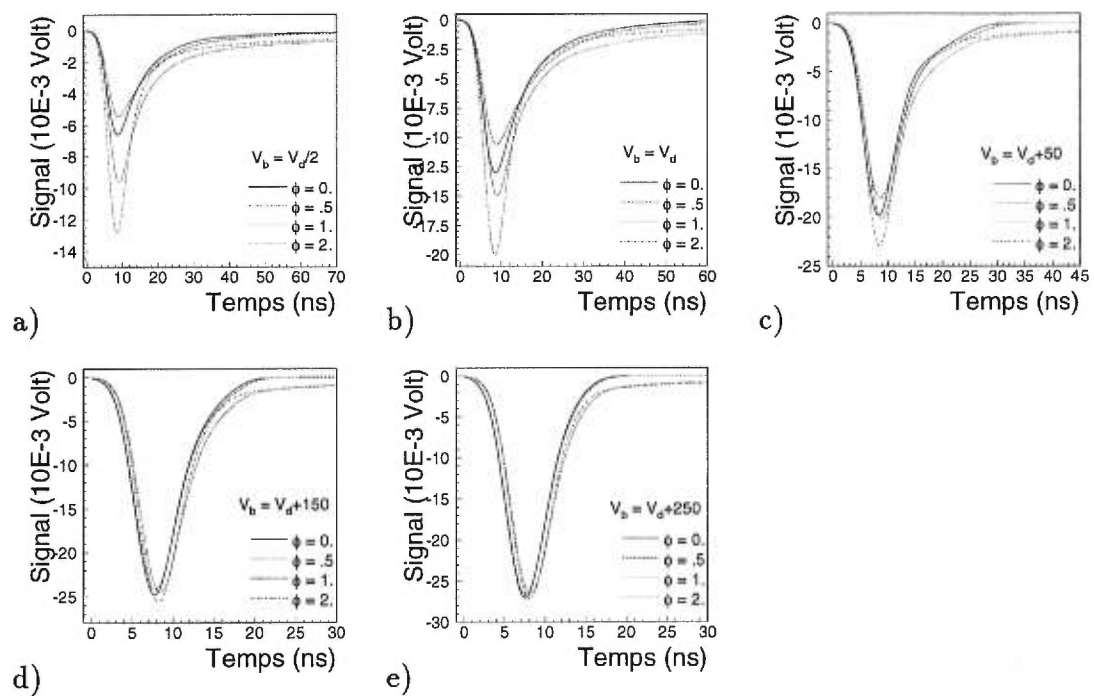 Signal (10E-3 Volt)
0
-2
-4
-6
-8
-10
-12
-14
V_b = V_d/2
ϕ = 0.
ϕ = .5
ϕ = 1.
ϕ = 2.
0 10 20 30 40 50 60 70
Temps (ns)
a)
Signal (10E-3 Volt)
0
-2.5
-5
-7.5
-10
-12.5
-15
-17.5
-20
V_b = V_d
ϕ = 0.
ϕ = .5
ϕ = 1.
ϕ = 2.
0 10 20 30 40 50 60
Temps (ns)
b)
Signal (10E-3 Volt)
0
-5
-10
-15
-20
-25
V_b = V_d+50
ϕ = 0.
ϕ = .5
ϕ = 1.
ϕ = 2.
0 5 10 15 20 25 30 35 40 45
Temps (ns)
c)
Signal (10E-3 Volt)
0
-5
-10
-15
-20
-25
V_b = V_d+150
ϕ = 0.
ϕ = .5
ϕ = 1.
ϕ = 2.
0 5 10 15 20 25 30
Temps (ns)
d)
Signal (10E-3 Volt)
0
-5
-10
-15
-20
-25
-30
V_b = V_d+250
ϕ = 0.
ϕ = .5
ϕ = 1.
ϕ = 2.
0 5 10 15 20 25 30
Temps (ns)
e)